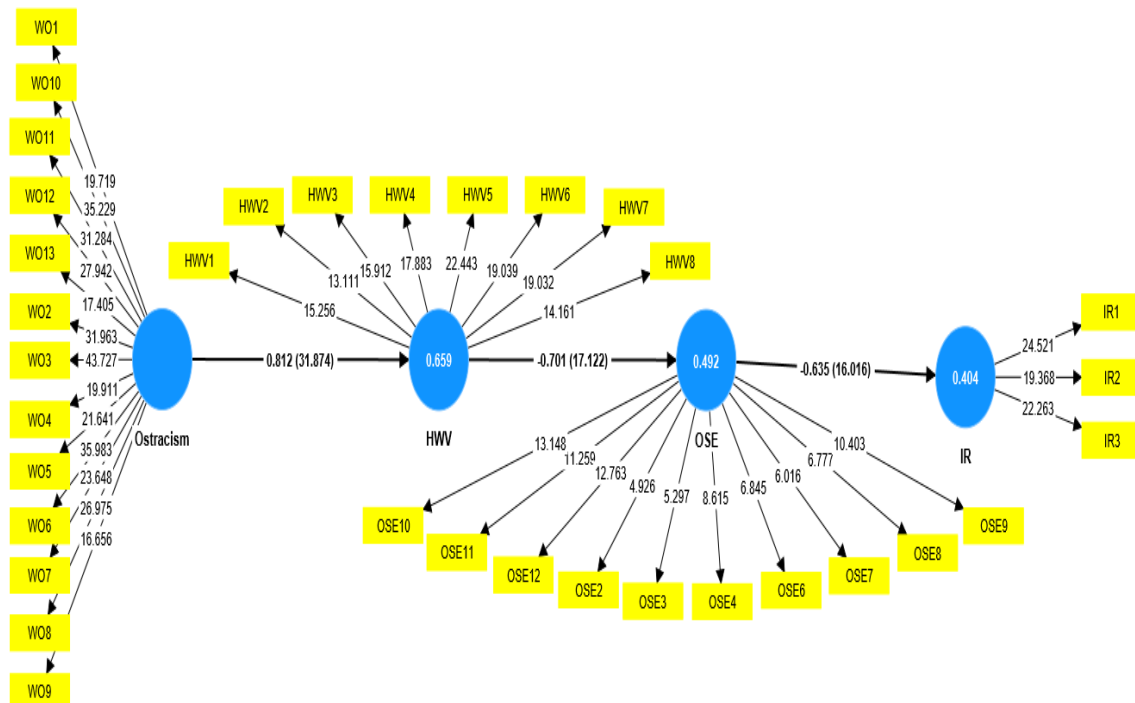 WO1
WO10
WO11
WO12
WO13
WO2
WO3
WO4
WO5
WO6
WO7
WO8
WO9
19.719
35.229
31.284
27.942
17.405
31.963
43.727
19.911
21.641
35.983
23.648
26.975
16.656
Ostracism
0.812 (31.874)
HWV1
HWV2
HWV3
HWV4
HWV5
HWV6
HWV7
HWV8
15.256
13.111
15.912
17.883
22.443
19.039
19.032
14.161
0.659
HWV
-0.701 (17.122)
0.492
OSE
13.148
11.259
12.763
4.926
5.297
8.615
6.845
6.016
6.777
10.403
OSE10
OSE11
OSE12
OSE2
OSE3
OSE4
OSE6
OSE7
OSE8
OSE9
-0.635 (16.016)
0.404
IR
24.521
19.368
22.263
IR1
IR2
IR3